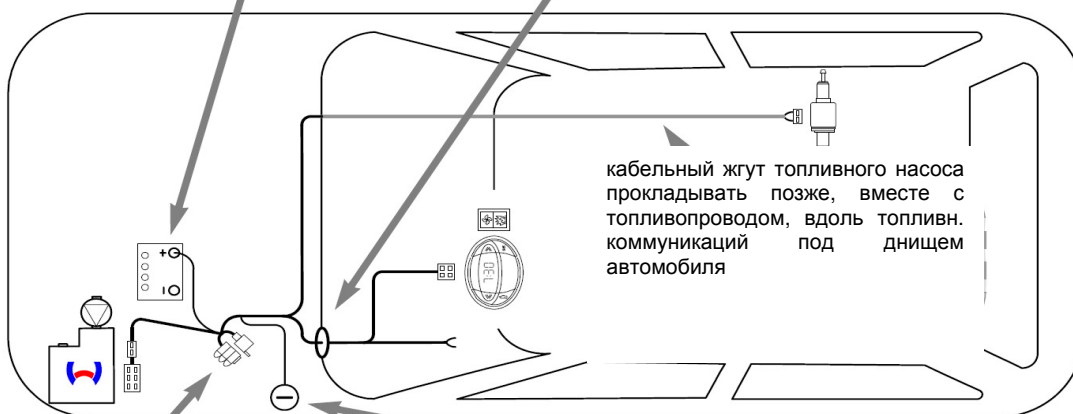 кабельный жгут топливного насоса
прокладывать позже, вместе с
топливопроводом, вдоль топливн.
коммуникаций под днищем
автомобиля